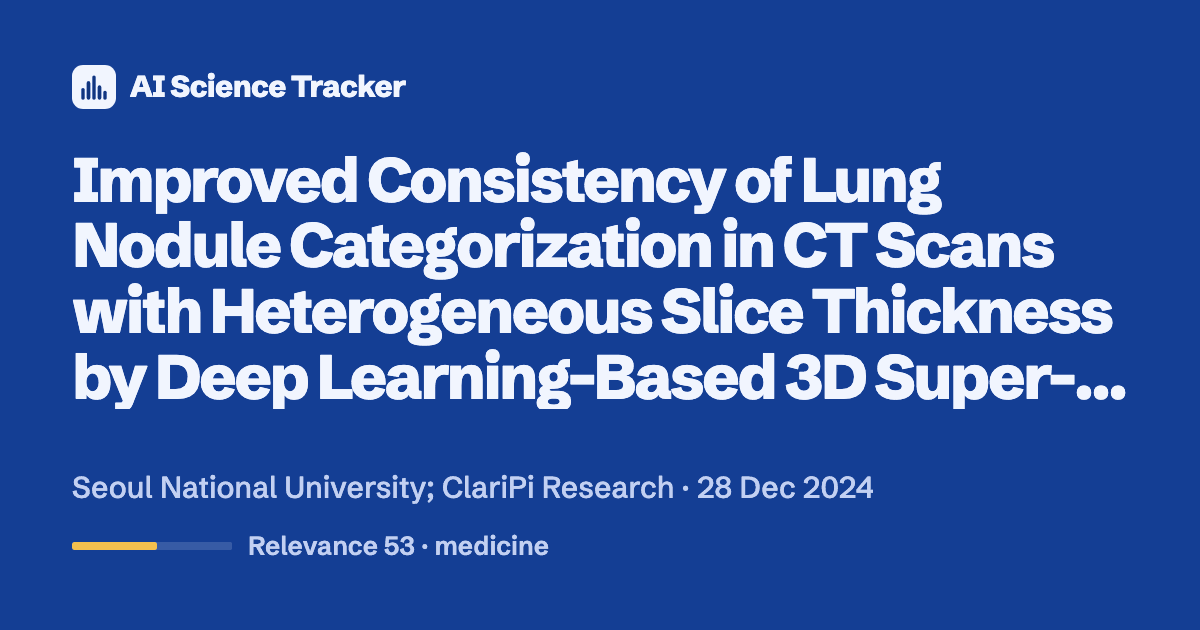 AI Science Tracker
Improved Consistency of Lung
Nodule Categorization in CT Scans
with Heterogeneous Slice Thickness
by Deep Learning-Based 3D Super-...
Seoul National University; ClariPi Research · 28 Dec 2024
Relevance 53 · medicine